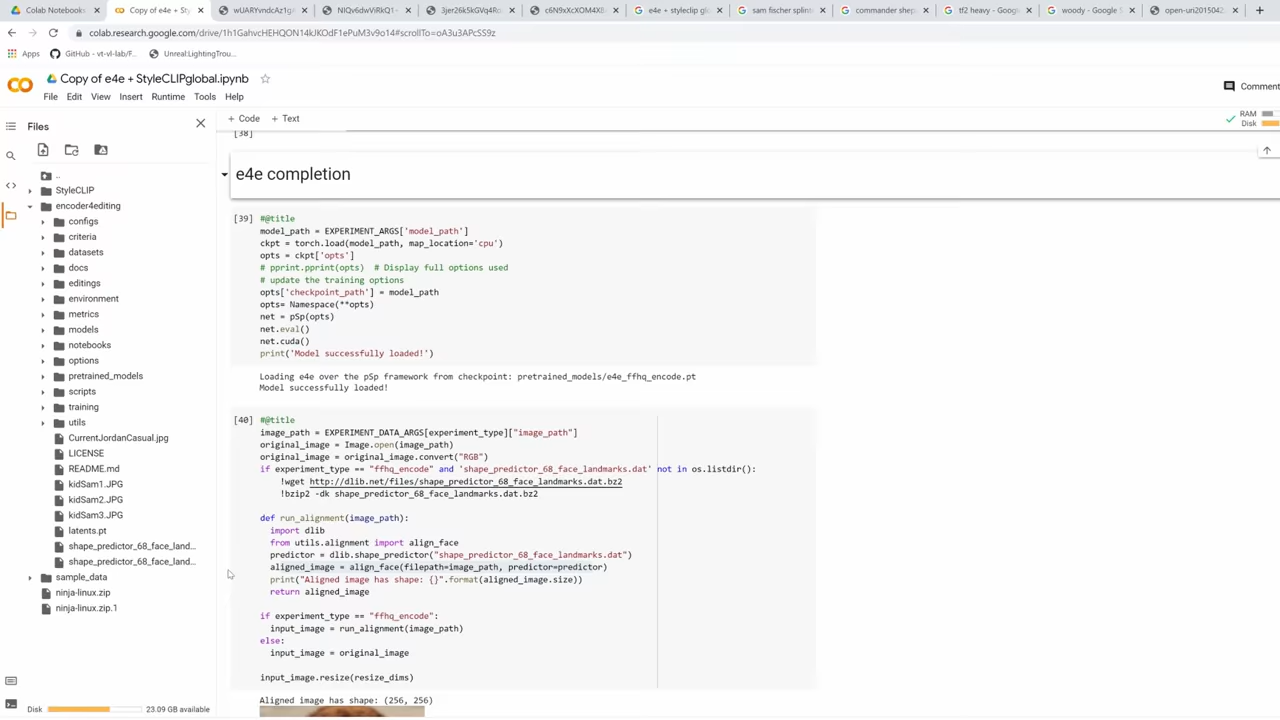 Colab Notebooks
Copy of e4e + Sty
wUARYvndcAz1g
NIQv6dwViRkQ1
3jer26k5kGVq4Ro
c6N9xXcXOM4XB
e4e + styleclip gl
sam fischer splint
commander shep
tf2 heavy - Googl
woody - Google S
open-uri2015042
colab.research.google.com/drive/1h1GahvcHEHQON14kJKOdF1ePuM3v9o14#scrollTo=oA3u3APcSS9z
Apps
GitHub - vt-vl-lab/F...
Unreal:LightingTrou...
Copy of e4e + StyleCLIPglobal.ipynb
File Edit View Insert Runtime Tools Help
Comment
Files
+ Code + Text
RAM
Disk
..
StyleCLIP
encoder4editing
configs
criteria
datasets
docs
editings
environment
metrics
models
notebooks
options
pretrained_models
scripts
training
utils
CurrentJordanCasual.jpg
LICENSE
README.md
kidSam1.JPG
kidSam2.JPG
kidSam3.JPG
latents.pt
shape_predictor_68_face_land...
shape_predictor_68_face_land...
sample_data
ninja-linux.zip
ninja-linux.zip.1
Disk
23.09 GB available
[38]
e4e completion
[39] #@title
model_path = EXPERIMENT_ARGS['model_path']
ckpt = torch.load(model_path, map_location='cpu')
opts = ckpt['opts']
# pprint.pprint(opts) # Display full options used
# update the training options
opts['checkpoint_path'] = model_path
opts= Namespace(**opts)
net = pSp(opts)
net.eval()
net.cuda()
print('Model successfully loaded!')
Loading e4e over the pSp framework from checkpoint: pretrained_models/e4e_ffhq_encode.pt
Model successfully loaded!
[40] #@title
image_path = EXPERIMENT_DATA_ARGS[experiment_type]["image_path"]
original_image = Image.open(image_path)
original_image = original_image.convert("RGB")
if experiment_type == "ffhq_encode" and 'shape_predictor_68_face_landmarks.dat' not in os.listdir():
!wget http://dlib.net/files/shape_predictor_68_face_landmarks.dat.bz2
!bzip2 -dk shape_predictor_68_face_landmarks.dat.bz2
def run_alignment(image_path):
import dlib
from utils.alignment import align_face
predictor = dlib.shape_predictor("shape_predictor_68_face_landmarks.dat")
aligned_image = align_face(filepath=image_path, predictor=predictor)
print("Aligned image has shape: {}".format(aligned_image.size))
return aligned_image
if experiment_type == "ffhq_encode":
input_image = run_alignment(image_path)
else:
input_image = original_image
input_image.resize(resize_dims)
Aligned image has shape: (256, 256)